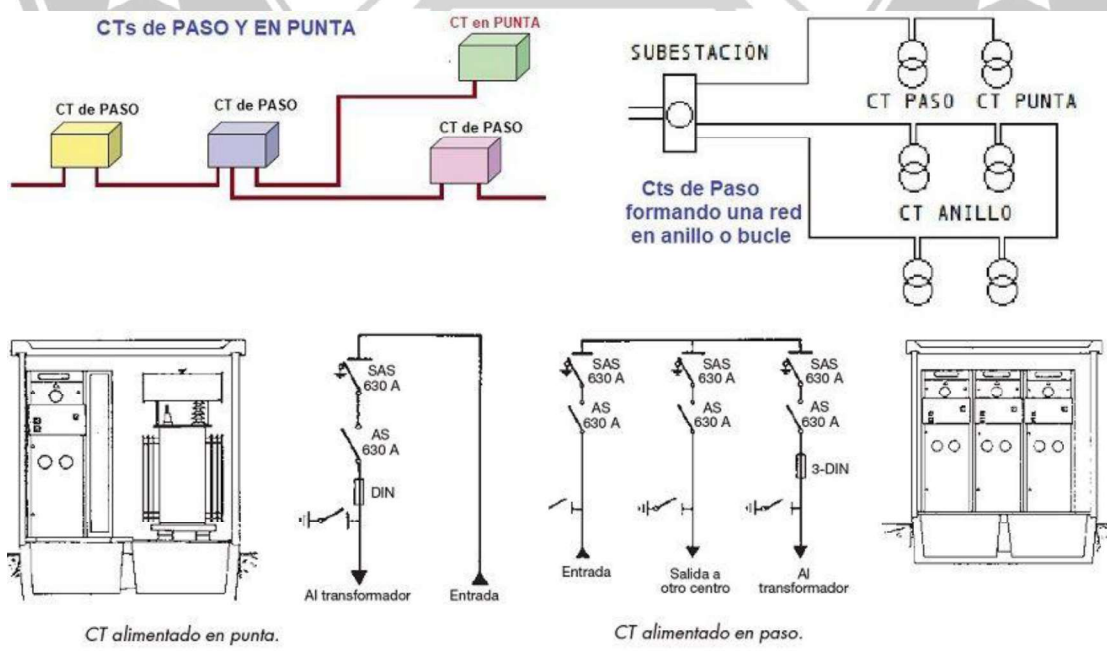 CTs de PASO Y EN PUNTA
CT en PUNTA
CT de PASO
CT de PASO
CT de PASO
SUBESTACIÓN
CT PASO
CT PUNTA
Cts de Paso
formando una red
en anillo o bucle
CT ANILLO
SAS
630 A
AS
630 A
DIN
Al transformador
Entrada
SAS
630 A
SAS
630 A
SAS
630 A
AS
630 A
AS
630 A
AS
630 A
3-DIN
Entrada
Salida a
otro centro
Al
transformador
CT alimentado en punta.
CT alimentado en paso.